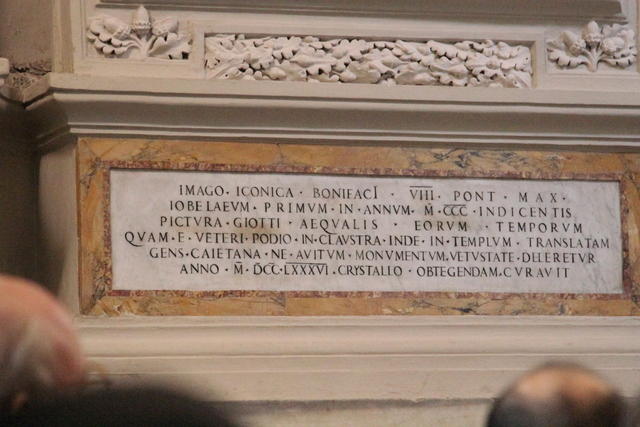 IMAGO · ICONICA · BONIFACI · VIII · PONT · MAX ·
IOBELAEVM · PRIMVM · IN · ANNVM · M · CCC · INDICENTIS
PICTVRA · GIOTTI · AEQVALIS · EORVM · TEMPORVM
QVAM · E · VETERI · PODIO · IN · CLAVSTRA · INDE · IN · TEMPLVM · TRANSLATAM
GENS · CAIETANA · NE · AVITVM · MONVMENTVM · VETVSTATE · DELERETVR
ANNO · M · DCC · LXXXVI · CRYSTALLO · OBTEGENDAM · CVRAVIT